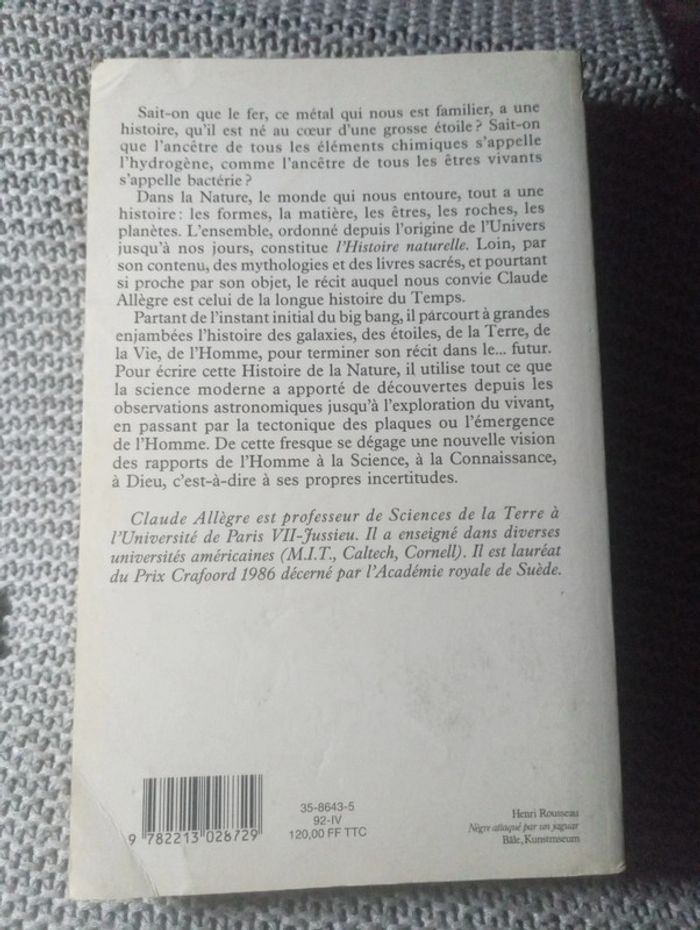 Sait-on que le fer, ce métal qui nous est familier, a une
histoire, qu'il est né au cœur d'une grosse étoile ? Sait-on
que l'ancêtre de tous les éléments chimiques s'appelle
l'hydrogène, comme l'ancêtre de tous les êtres vivants
s'appelle bactérie ?
Dans la Nature, le monde qui nous entoure, tout a une
histoire : les formes, la matière, les êtres, les roches, les
planètes. L'ensemble, ordonné depuis l'origine de l'Univers
jusqu'à nos jours, constitue l'Histoire naturelle. Loin, par
son contenu, des mythologies et des livres sacrés, et pourtant
si proche par son objet, le récit auquel nous convie Claude
Allègre est celui de la longue histoire du Temps.
Partant de l'instant initial du big bang, il parcourt à grandes
enjambées l'histoire des galaxies, des étoiles, de la Terre, de
la Vie, de l'Homme, pour terminer son récit dans le... futur.
Pour écrire cette Histoire de la Nature, il utilise tout ce que
la science moderne a apporté de découvertes depuis les
observations astronomiques jusqu'à l'exploration du vivant,
en passant par la tectonique des plaques ou l'émergence
de l'Homme. De cette fresque se dégage une nouvelle vision
des rapports de l'Homme à la Science, à la Connaissance,
à Dieu, c'est-à-dire à ses propres incertitudes.
Claude Allègre est professeur de Sciences de la Terre à
l'Université de Paris VII-Jussieu. Il a enseigné dans diverses
universités américaines (M.I.T., Caltech, Cornell). Il est lauréat
du Prix Crafoord 1986 décerné par l'Académie royale de Suède.
9 782213 028729
35-8643-5
92-IV
120,00 FF TTC
Henri Rousseau
Nègre attaqué par un jaguar
Bâle, Kunstmseum